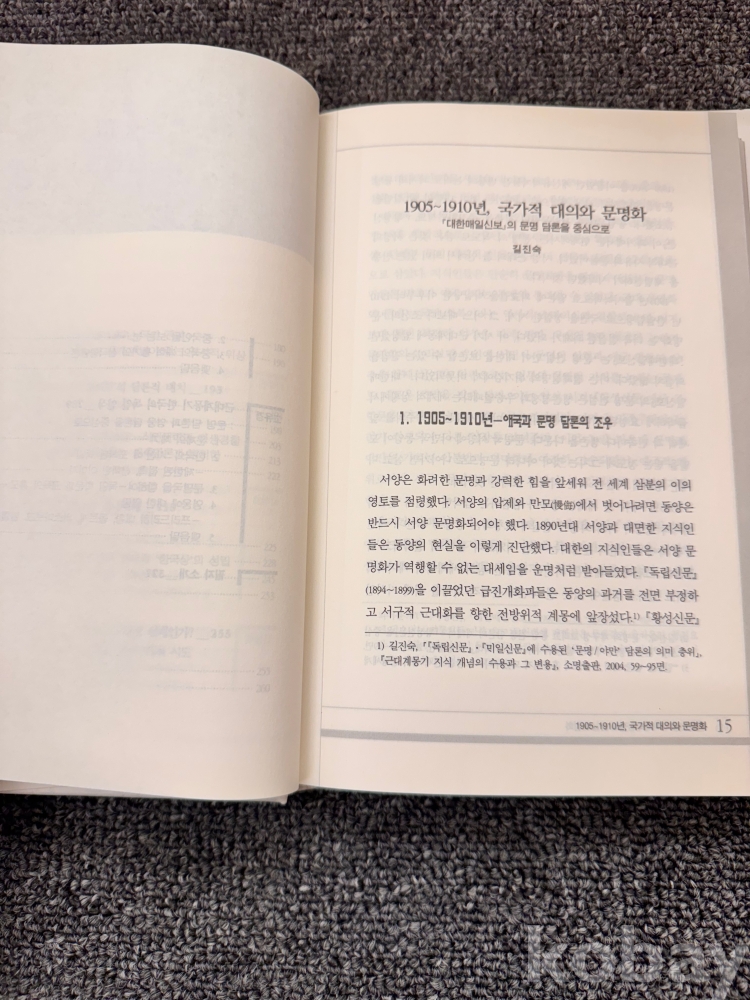 1905~1910년, 국가적 대의와 문명화
『대한매일신보』의 문명 담론을 중심으로
길진숙
1. 1905~1910년—애국과 문명 담론의 조우
서양은 화려한 문명과 강력한 힘을 앞세워 전 세계 삼분의 이의
영토를 점령했다. 서양의 압제와 만모(慢侮)에서 벗어나려면 동양은
반드시 서양 문명화되어야 했다. 1890년대 서양과 대면한 지식인
들은 동양의 현실을 이렇게 진단했다. 대한의 지식인들은 서양 문
명화가 역행할 수 없는 대세임을 운명처럼 받아들였다. 『독립신문』
(1894~1899)을 이끌었던 급진개화파들은 동양의 과거를 전면 부정하
고 서구적 근대화를 향한 전방위적 계몽에 앞장섰다.1) 『황성신문』
1) 길진숙, 「『독립신문』·『매일신문』에 수용된 '문명/야만' 담론의 의미 층위」,
『근대계몽기 지식 개념의 수용과 그 변용』, 소명출판, 2004, 59~95면.
1905~1910년, 국가적 대의와 문명화 15
kobay